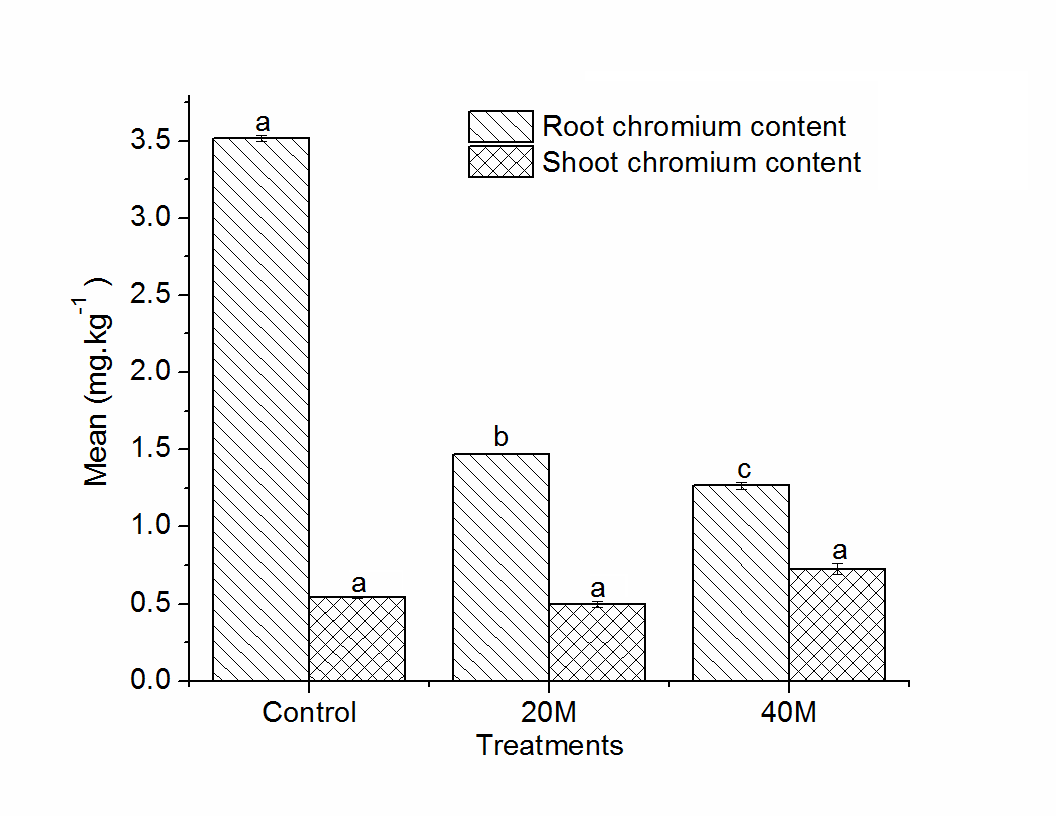 a
Root chromium content
Shoot chromium content
3.5
3.0
2.5
2.0
1.5
1.0
0.5
0.0
Mean (mg.kg⁻¹ )
b
c
a
a
a
Control 20M 40M
Treatments